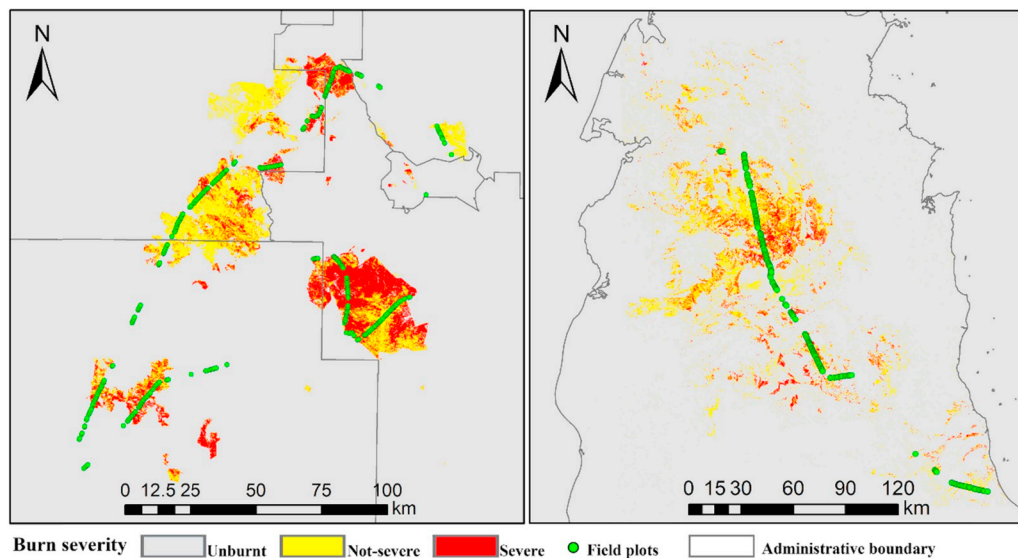 N
N
0 12.5 25 50 75 100
km
0 15 30 60 90 120
km
Burn severity Unburnt Not-severe Severe Field plots Administrative boundary